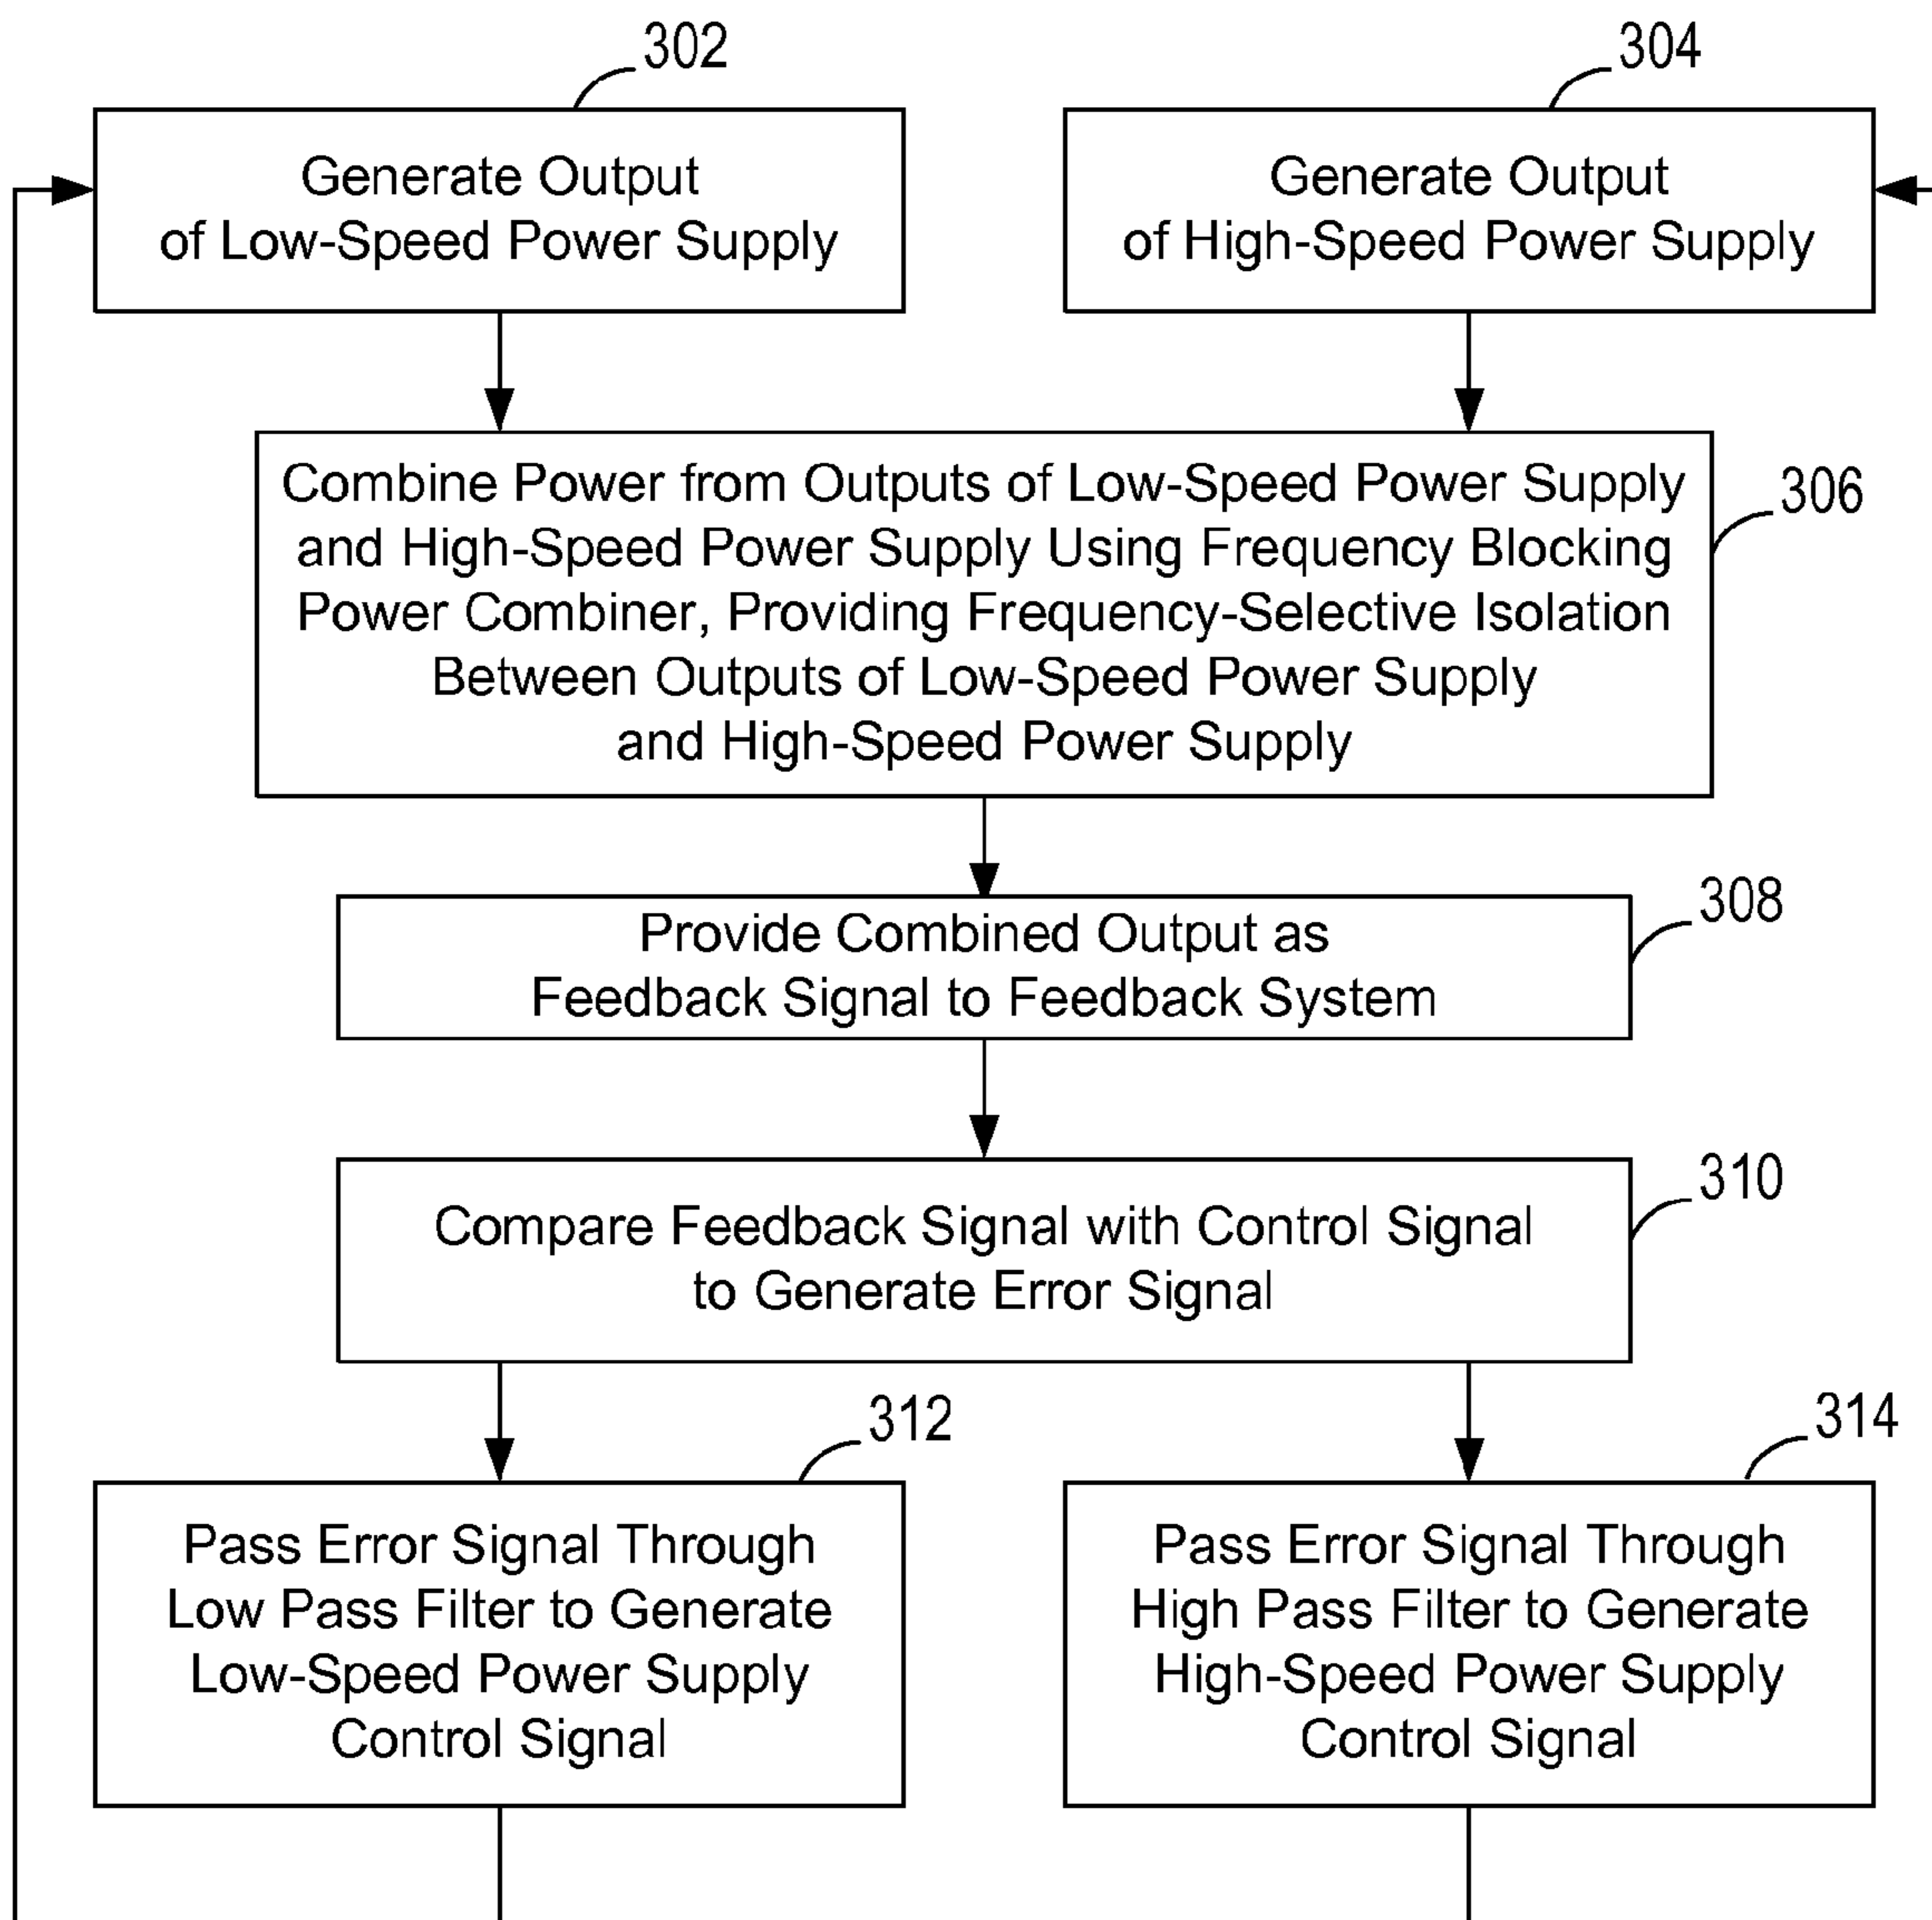 302
304
Generate Output
of Low-Speed Power Supply
Generate Output
of High-Speed Power Supply
Combine Power from Outputs of Low-Speed Power Supply
and High-Speed Power Supply Using Frequency Blocking
Power Combiner, Providing Frequency-Selective Isolation
Between Outputs of Low-Speed Power Supply
and High-Speed Power Supply
306
Provide Combined Output as
Feedback Signal to Feedback System
308
Compare Feedback Signal with Control Signal
to Generate Error Signal
310
312
314
Pass Error Signal Through
Low Pass Filter to Generate
Low-Speed Power Supply
Control Signal
Pass Error Signal Through
High Pass Filter to Generate
High-Speed Power Supply
Control Signal